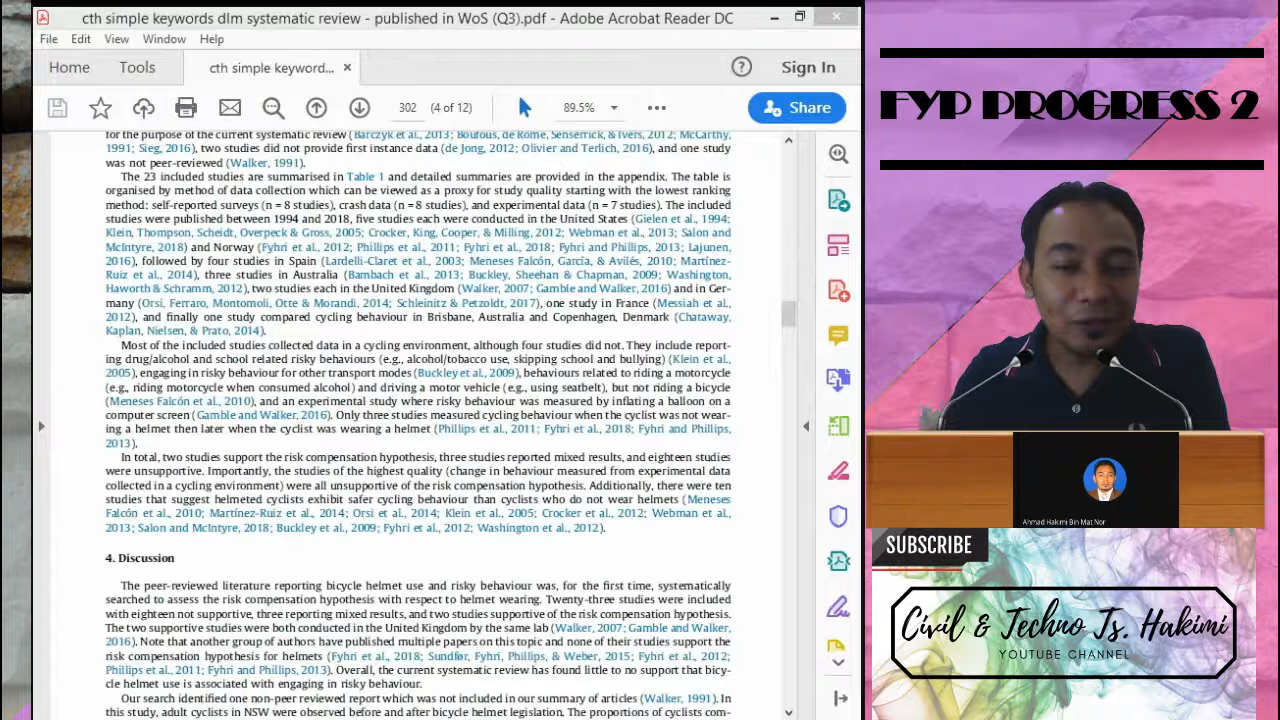 cth simple keywords dlm systematic review - published in WoS (Q3).pdf - Adobe Acrobat Reader DC
File Edit View Window Help
Home Tools cth simple keyword... × Sign In
302 (4 of 12) 89.5% Share
for the purpose of the current systematic review (Barczyk et al., 2013; Boufous, de Rome, Senserrick, & Ivers, 2012; McCarthy,
1991; Sieg, 2016), two studies did not provide first instance data (de Jong, 2012; Olivier and Terlich, 2016), and one study
was not peer-reviewed (Walker, 1991).
The 23 included studies are summarised in Table 1 and detailed summaries are provided in the appendix. The table is
organised by method of data collection which can be viewed as a proxy for study quality starting with the lowest ranking
method: self-reported surveys (n = 8 studies), crash data (n = 8 studies), and experimental data (n = 7 studies). The included
studies were published between 1994 and 2018, five studies each were conducted in the United States (Gielen et al., 1994;
Klein, Thompson, Scheidt, Overpeck & Gross, 2005; Crocker, King, Cooper, & Milling, 2012; Webman et al., 2013; Salon and
McIntyre, 2018) and Norway (Fyhri et al., 2012; Phillips et al., 2011; Fyhri et al., 2018; Fyhri and Phillips, 2013; Lajunen,
2016), followed by four studies in Spain (Lardelli-Claret et al., 2003; Meneses Falcón, García, & Avilés, 2010; Martínez-
Ruiz et al., 2014), three studies in Australia (Bambach et al., 2013; Buckley, Sheehan & Chapman, 2009; Washington,
Haworth & Schramm, 2012), two studies each in the United Kingdom (Walker, 2007; Gamble and Walker, 2016) and in Ger-
many (Orsi, Ferraro, Montomoli, Otte & Morandi, 2014; Schleinitz & Petzoldt, 2017), one study in France (Messiah et al.,
2012), and finally one study compared cycling behaviour in Brisbane, Australia and Copenhagen, Denmark (Chataway,
Kaplan, Nielsen, & Prato, 2014).
Most of the included studies collected data in a cycling environment, although four studies did not. They include report-
ing drug/alcohol and school related risky behaviours (e.g., alcohol/tobacco use, skipping school and bullying) (Klein et al.,
2005), engaging in risky behaviour for other transport modes (Buckley et al., 2009), behaviours related to riding a motorcycle
(e.g., riding motorcycle when consumed alcohol) and driving a motor vehicle (e.g., using seatbelt), but not riding a bicycle
(Meneses Falcón et al., 2010), and an experimental study where risky behaviour was measured by inflating a balloon on a
computer screen (Gamble and Walker, 2016). Only three studies measured cycling behaviour when the cyclist was not wear-
ing a helmet then later when the cyclist was wearing a helmet (Phillips et al., 2011; Fyhri et al., 2018; Fyhri and Phillips,
2013).
In total, two studies support the risk compensation hypothesis, three studies reported mixed results, and eighteen studies
were unsupportive. Importantly, the studies of the highest quality (change in behaviour measured from experimental data
collected in a cycling environment) were all unsupportive of the risk compensation hypothesis. Additionally, there were ten
studies that suggest helmeted cyclists exhibit safer cycling behaviour than cyclists who do not wear helmets (Meneses
Falcón et al., 2010; Martínez-Ruiz et al., 2014; Orsi et al., 2014; Klein et al., 2005; Crocker et al., 2012; Webman et al.,
2013; Salon and McIntyre, 2018; Buckley et al., 2009; Fyhri et al., 2012; Washington et al., 2012).
4. Discussion
The peer-reviewed literature reporting bicycle helmet use and risky behaviour was, for the first time, systematically
searched to assess the risk compensation hypothesis with respect to helmet wearing. Twenty-three studies were included
with eighteen not supportive, three reporting mixed results, and two studies supportive of the risk compensation hypothesis.
The two supportive studies were both conducted in the United Kingdom by the same lab (Walker, 2007; Gamble and Walker,
2016). Note that another group of authors have published multiple papers on this topic and none of their studies support the
risk compensation hypothesis for helmets (Fyhri et al., 2018; Sundfør, Fyhri, Phillips, & Weber, 2015; Fyhri et al., 2012;
Phillips et al., 2011; Fyhri and Phillips, 2013). Overall, the current systematic review has found little to no support that bicy-
cle helmet use is associated with engaging in risky behaviour.
Our search identified one non-peer reviewed report which was not included in our summary of articles (Walker, 1991). In
this study, adult cyclists in NSW were observed before and after bicycle helmet legislation. The proportions of cyclists com-
FYP PROGRESS 2
Ahmad Hakimi Bin Mat Nor
SUBSCRIBE
Civil & Techno Ts. Hakimi
YOUTUBE CHANNEL